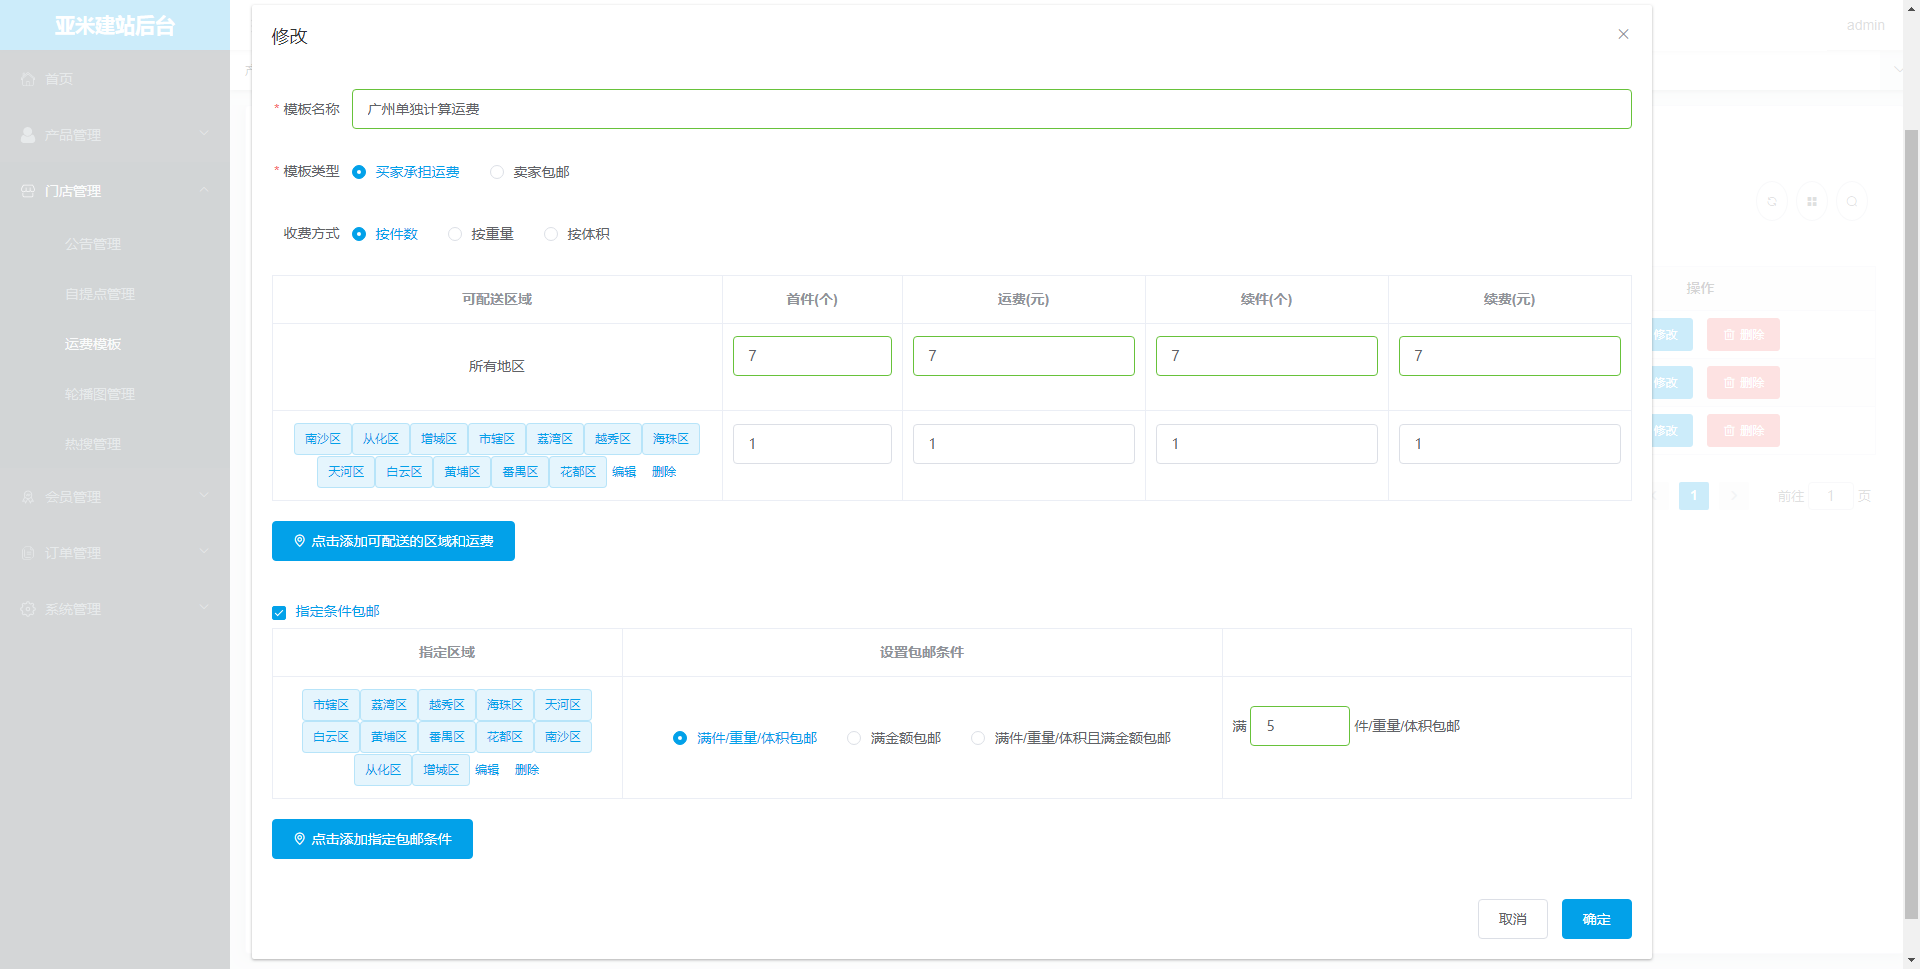 亚米建站后台
admin
首页
产品管理
门店管理
公告管理
自提点管理
运费模板
轮播图管理
热搜管理
会员管理
订单管理
系统管理
修改
* 模板名称 广州单独计算运费
* 模板类型 买家承担运费 卖家包邮
收费方式 按件数 按重量 按体积
可配送区域 首件(个) 运费(元) 续件(个) 续费(元)
所有地区 7 7 7 7
南沙区 从化区 增城区 市辖区 荔湾区 越秀区 海珠区 1 1 1 1
天河区 白云区 黄埔区 番禺区 花都区 编辑 删除
点击添加可配送的区域和运费
指定条件包邮
指定区域 设置包邮条件
市辖区 荔湾区 越秀区 海珠区 天河区
白云区 黄埔区 番禺区 花都区 南沙区
从化区 增城区 编辑 删除
满件/重量/体积包邮 满金额包邮 满件/重量/体积且满金额包邮
满 5 件/重量/体积包邮
点击添加指定包邮条件
取消 确定
操作
修改 删除
修改 删除
修改 删除
1 前往 1 页